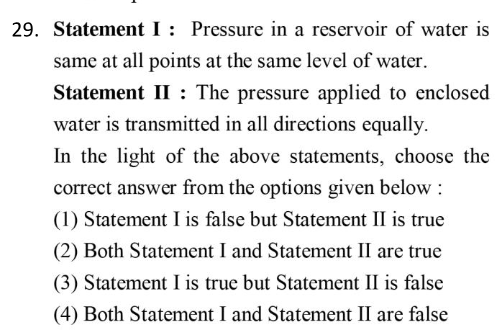 29. Statement I : Pressure in a reservoir of water is
same at all points at the same level of water.
Statement II : The pressure applied to enclosed
water is transmitted in all directions equally.
In the light of the above statements, choose the
correct answer from the options given below :
(1) Statement I is false but Statement II is true
(2) Both Statement I and Statement II are true
(3) Statement I is true but Statement II is false
(4) Both Statement I and Statement II are false